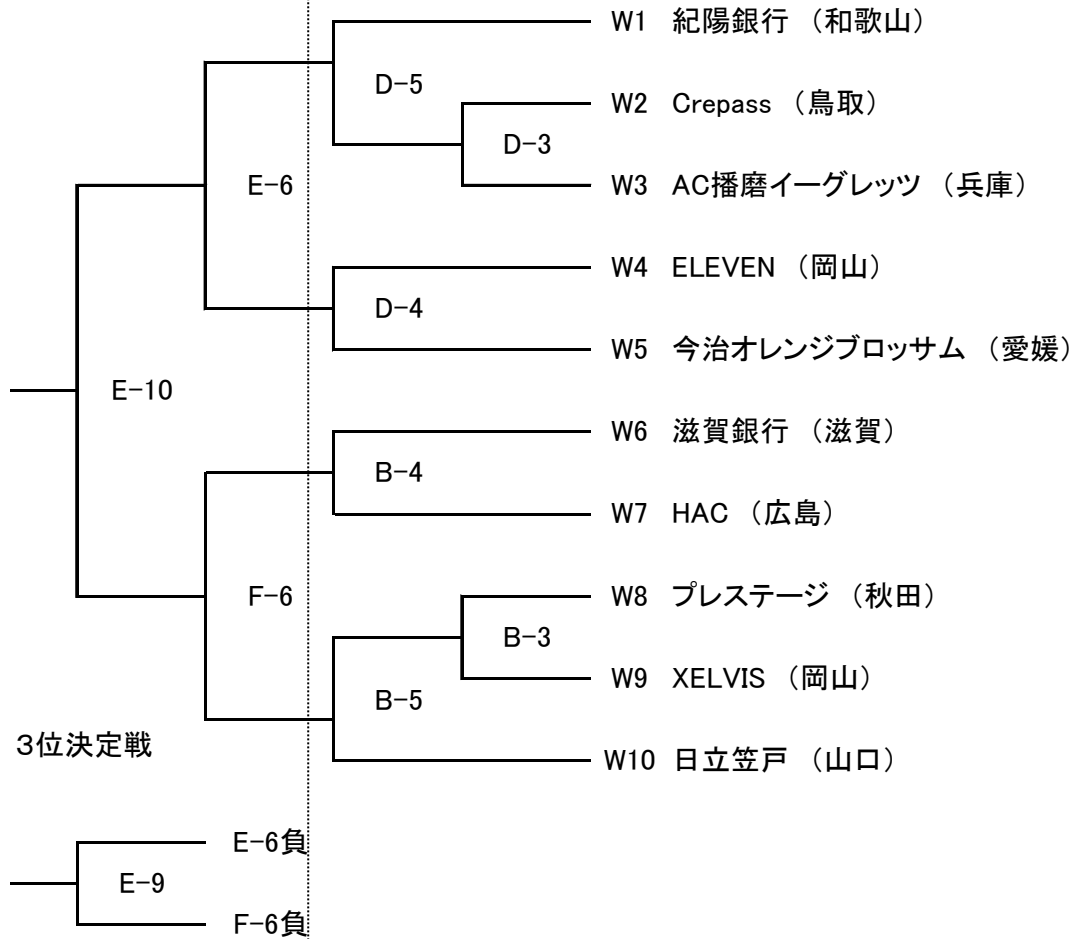 W1 紀陽銀行 （和歌山）
D-5
W2 Crepass （鳥取）
D-3
E-6
W3 AC播磨イーグレッツ （兵庫）
W4 ELEVEN （岡山）
D-4
W5 今治オレンジブロッサム （愛媛）
E-10
W6 滋賀銀行 （滋賀）
B-4
W7 HAC （広島）
F-6
W8 プレステージ （秋田）
B-3
W9 XELVIS （岡山）
B-5
3位決定戦
W10 日立笠戸 （山口）
E-6負
E-9
F-6負